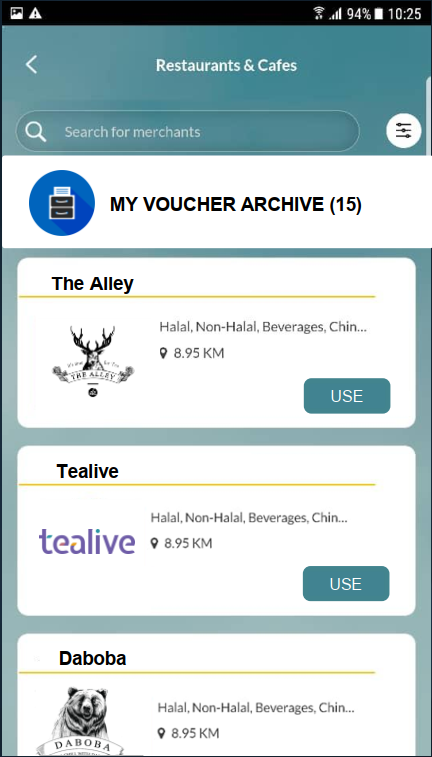 94% 10:25
Restaurants & Cafes
Search for merchants
MY VOUCHER ARCHIVE (15)
The Alley
Halal, Non-Halal, Beverages, Chin...
8.95 KM
THE ALLEY
USE
Tealive
Halal, Non-Halal, Beverages, Chin...
tealive
8.95 KM
USE
Daboba
Halal, Non-Halal, Beverages, Chin...
8.95 KM
DABOBA